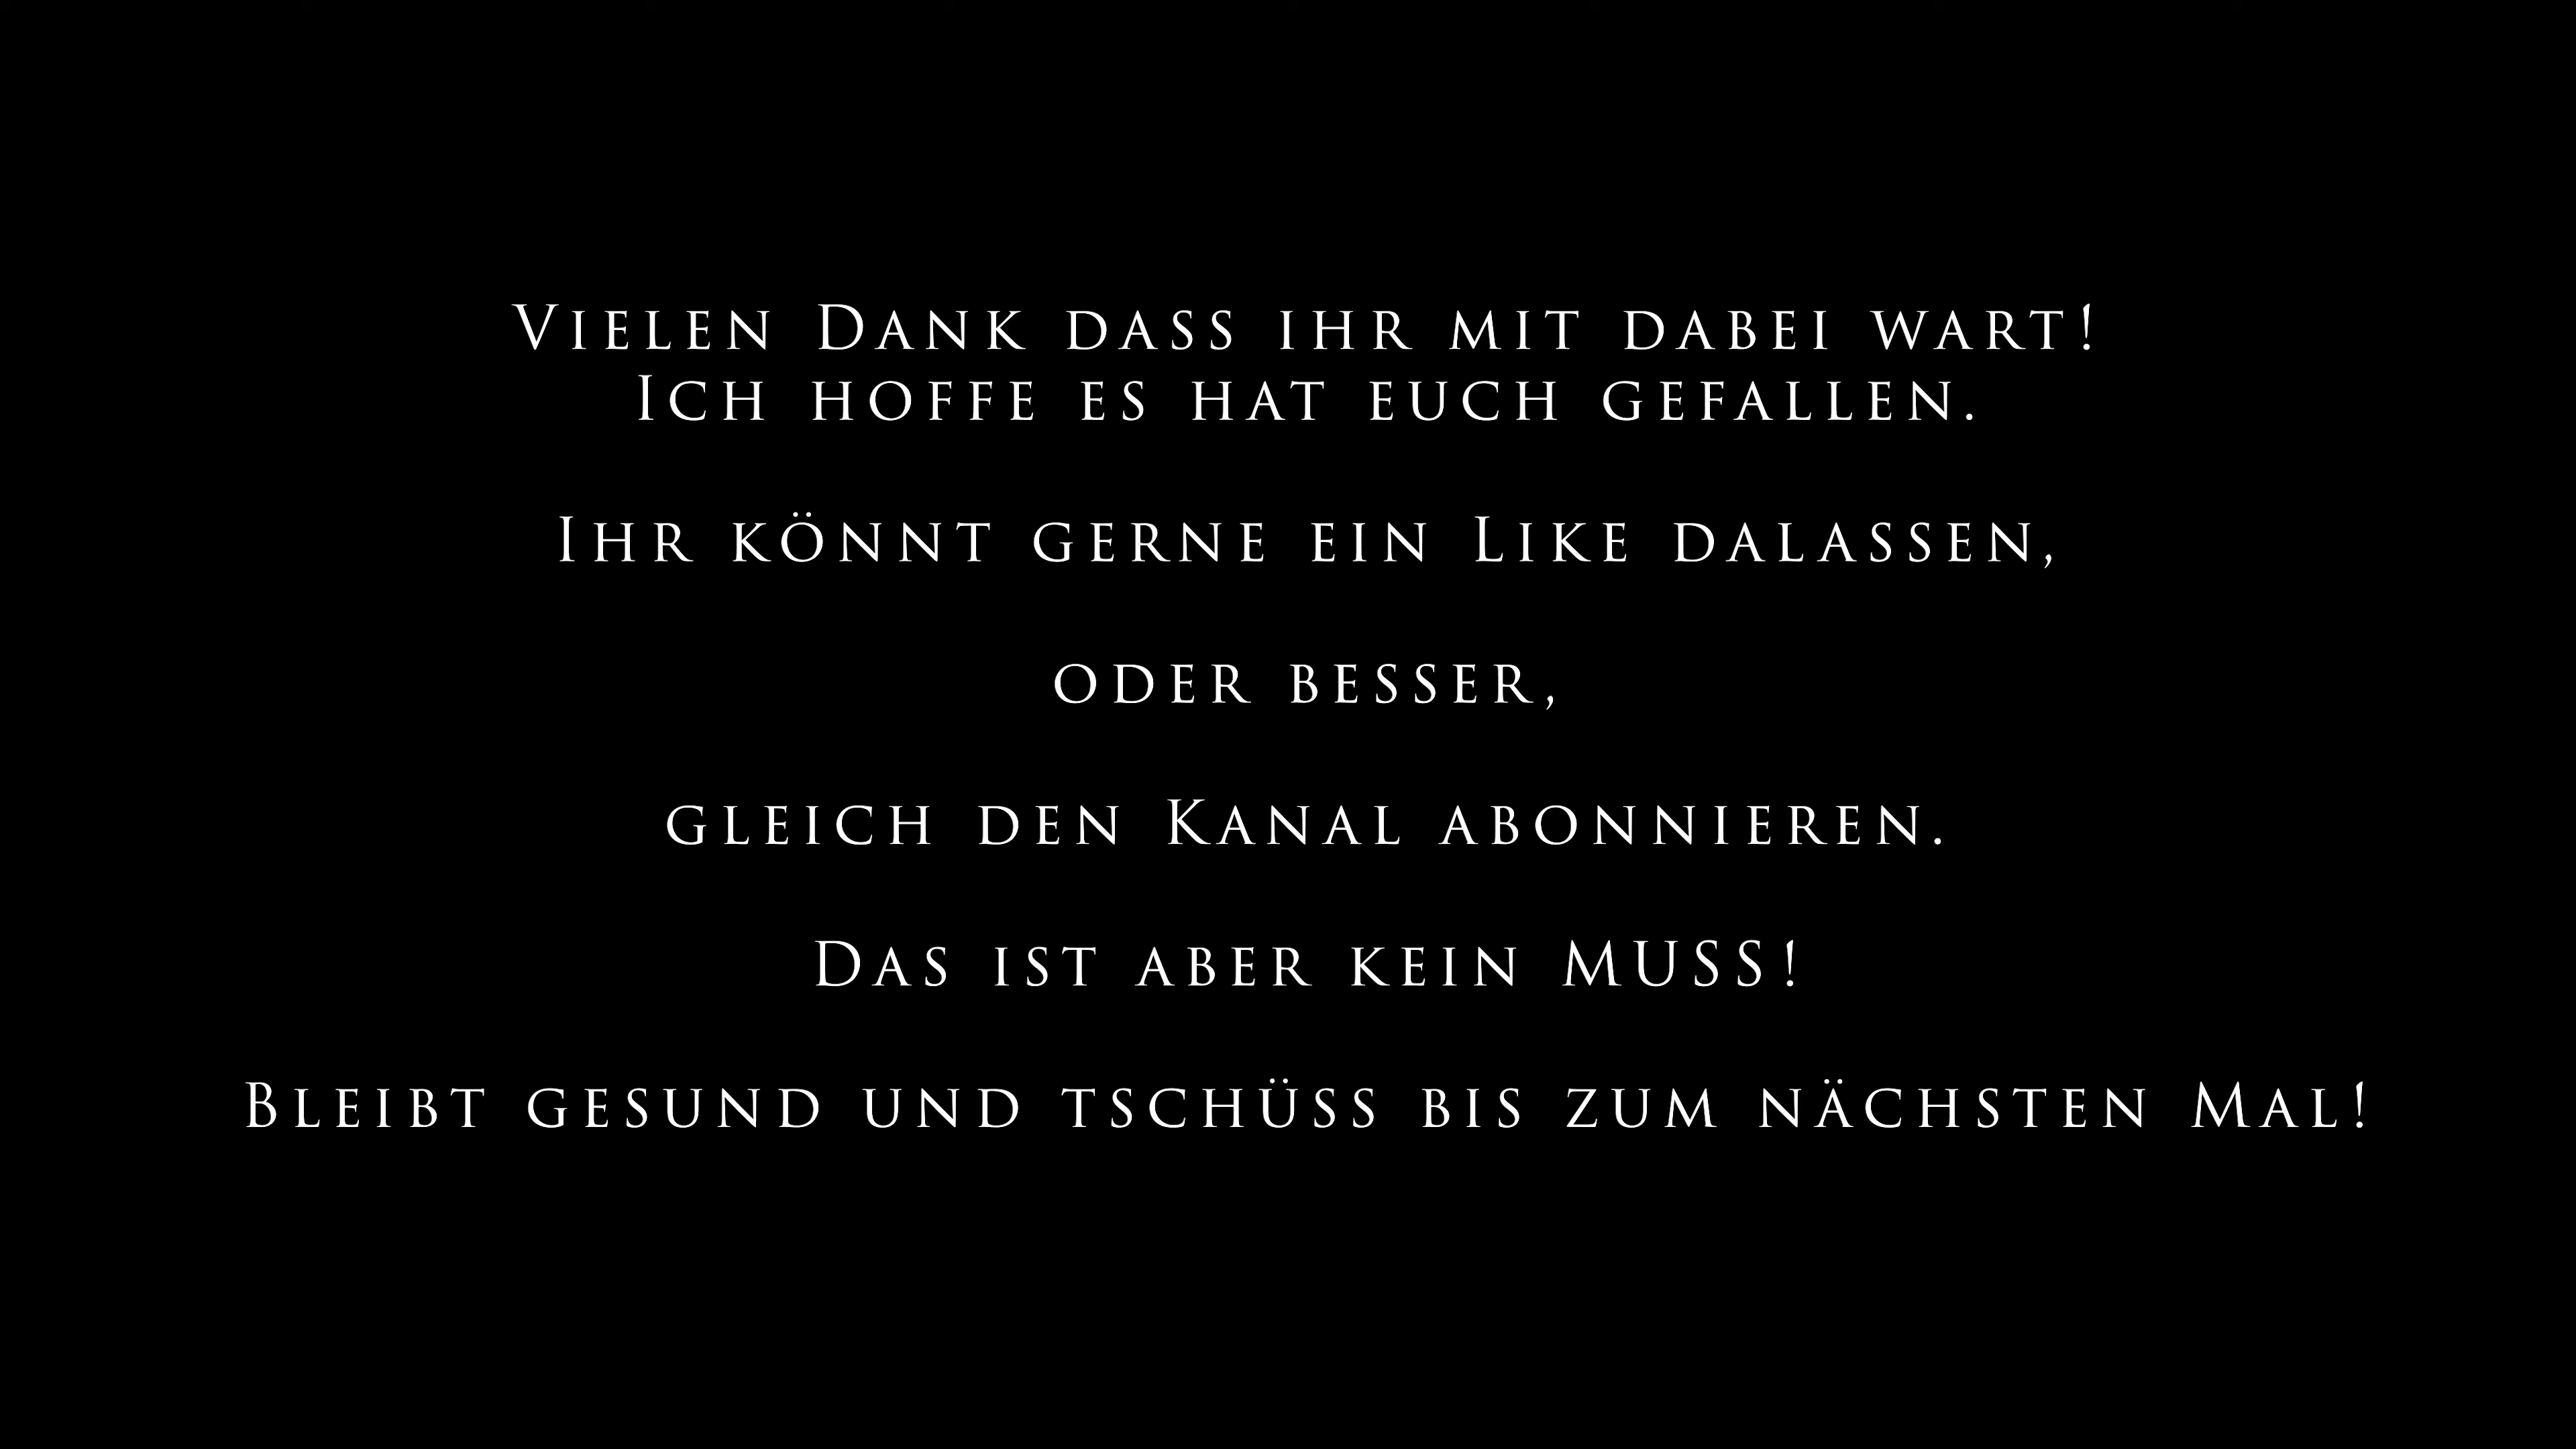 Vielen Dank dass ihr mit dabei wart!
Ich hoffe es hat euch gefallen.
Ihr könnt gerne ein Like dalassen,
oder besser,
gleich den Kanal abonnieren.
Das ist aber kein MUSS!
Bleibt gesund und tschüss bis zum nächsten Mal!